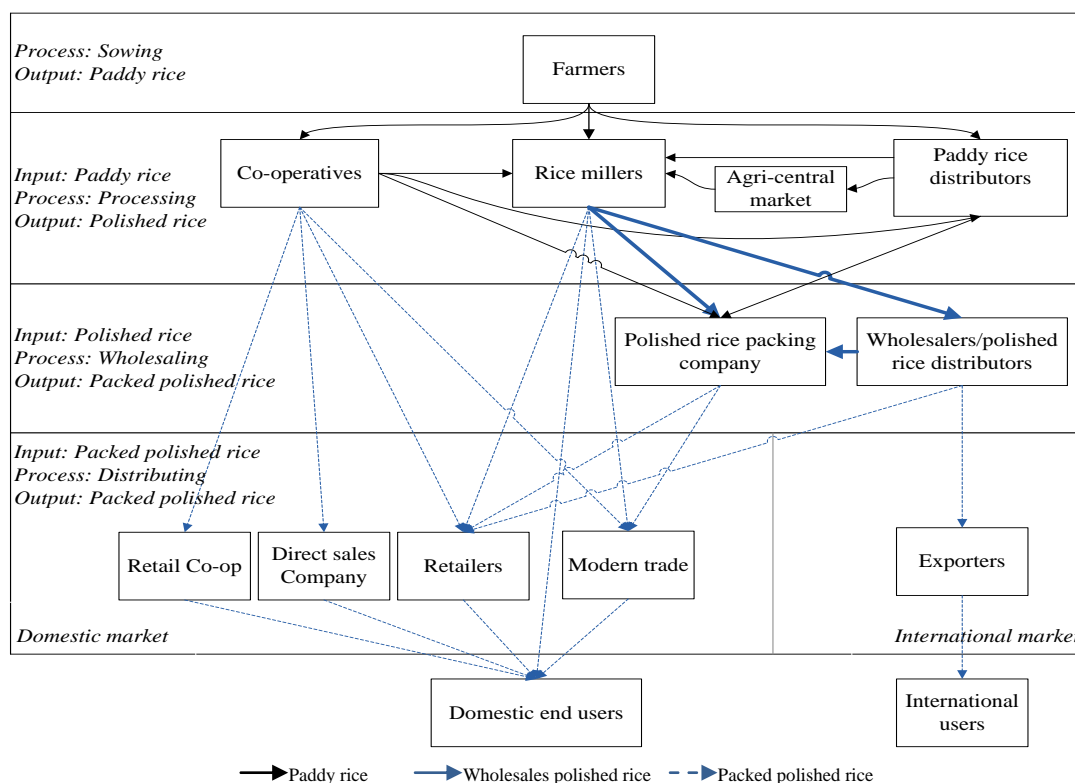 Process: Sowing
Output: Paddy rice
Farmers
Input: Paddy rice
Process: Processing
Output: Polished rice
Co-operatives
Rice millers
Agri-central
market
Paddy rice
distributors
Input: Polished rice
Process: Wholesaling
Output: Packed polished rice
Polished rice packing
company
Wholesalers/polished
rice distributors
Input: Packed polished rice
Process: Distributing
Output: Packed polished rice
Retail Co-op
Direct sales
Company
Retailers
Modern trade
Exporters
Domestic market
International market
Domestic end users
International
users
Paddy rice
Wholesales polished rice
Packed polished rice